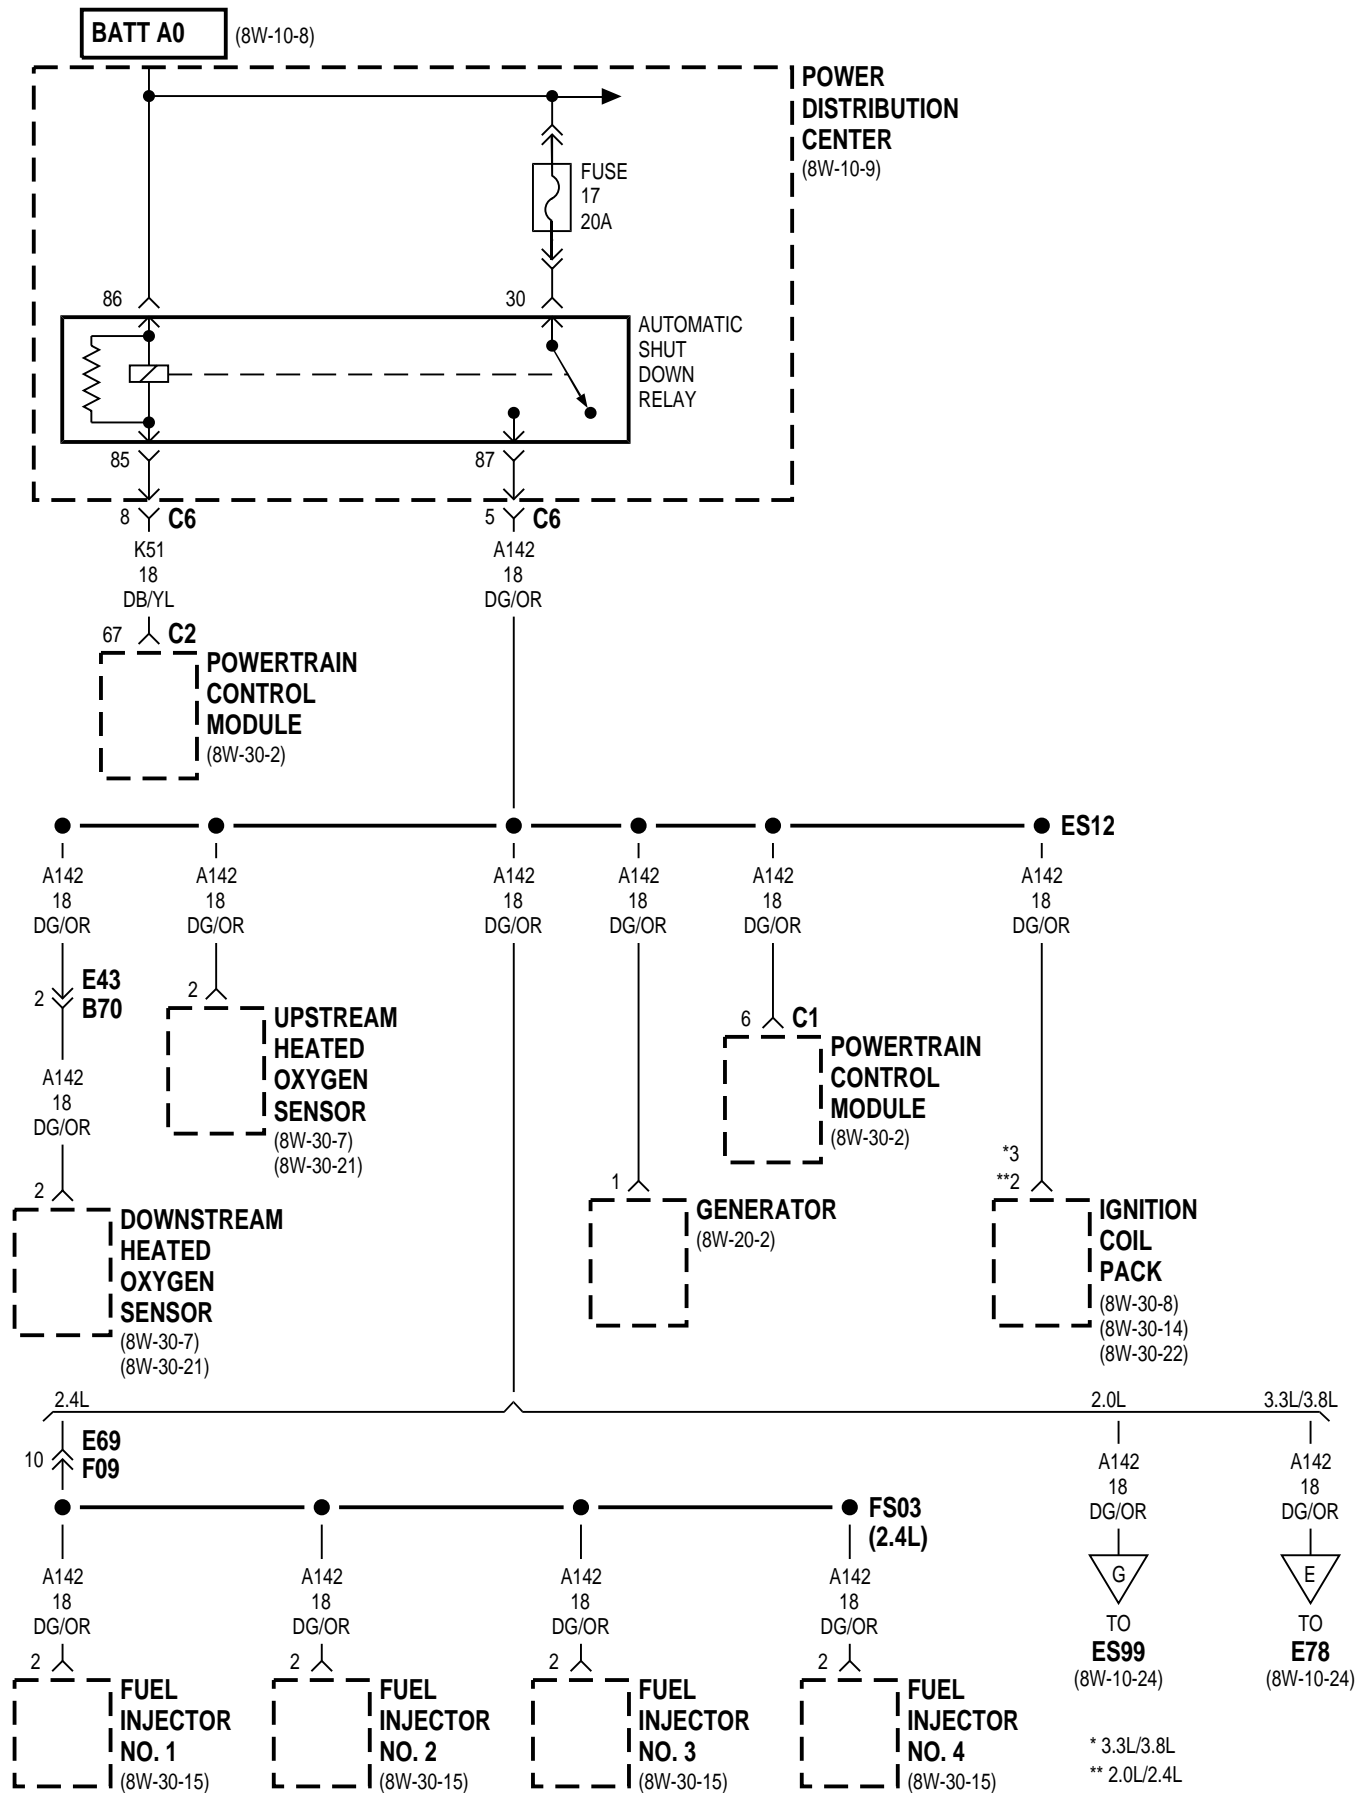 BATT A0 (8W-10-8)
POWER
DISTRIBUTION
CENTER
(8W-10-9)
FUSE
17
20A
86
30
AUTOMATIC
SHUT
DOWN
RELAY
85
87
8 C6
5 C6
K51
18
DB/YL
A142
18
DG/OR
67 C2
POWERTRAIN
CONTROL
MODULE
(8W-30-2)
ES12
A142
18
DG/OR
A142
18
DG/OR
A142
18
DG/OR
A142
18
DG/OR
A142
18
DG/OR
A142
18
DG/OR
2
E43
B70
A142
18
DG/OR
2
DOWNSTREAM
HEATED
OXYGEN
SENSOR
(8W-30-7)
(8W-30-21)
2
UPSTREAM
HEATED
OXYGEN
SENSOR
(8W-30-7)
(8W-30-21)
1
GENERATOR
(8W-20-2)
6 C1
POWERTRAIN
CONTROL
MODULE
(8W-30-2)
*3
**2
IGNITION
COIL
PACK
(8W-30-8)
(8W-30-14)
(8W-30-22)
2.4L
2.0L
3.3L/3.8L
10
E69
F09
FS03
(2.4L)
A142
18
DG/OR
2
FUEL
INJECTOR
NO. 1
(8W-30-15)
A142
18
DG/OR
2
FUEL
INJECTOR
NO. 2
(8W-30-15)
A142
18
DG/OR
2
FUEL
INJECTOR
NO. 3
(8W-30-15)
A142
18
DG/OR
2
FUEL
INJECTOR
NO. 4
(8W-30-15)
A142
18
DG/OR
G
TO
ES99
(8W-10-24)
A142
18
DG/OR
E
TO
E78
(8W-10-24)
* 3.3L/3.8L
** 2.0L/2.4L